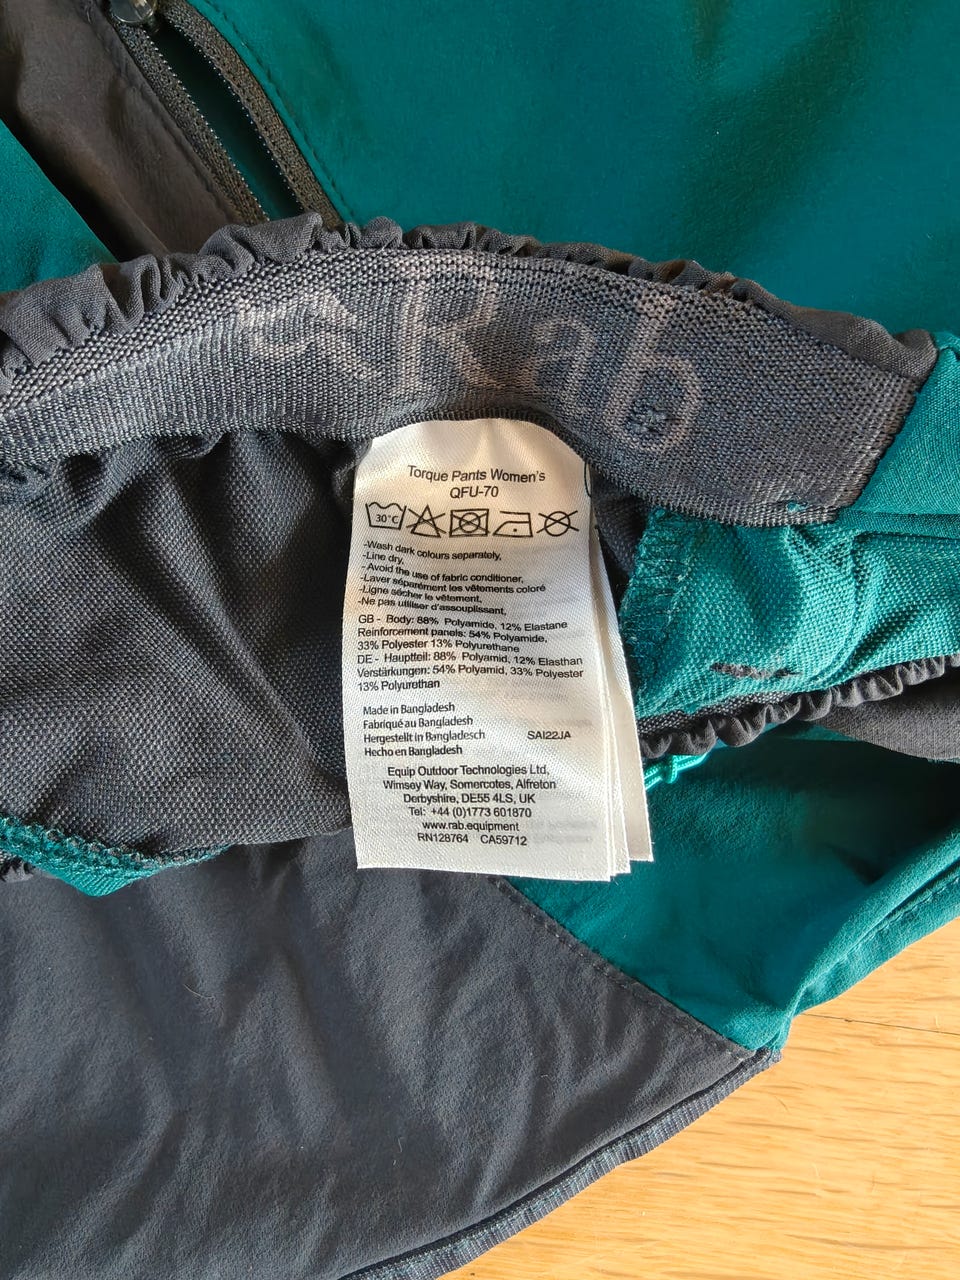 Rab
Torque Pants Women's
QFU-70
30°C
-Wash dark colours separately,
-Line dry,
- Avoid the use of fabric conditioner,
-Laver séparément les vêtements coloré
-Ligne sécher le vêtement,
-Ne pas utiliser d'assouplissant,
GB - Body: 88% Polyamide, 12% Elastane
Reinforcement panels: 54% Polyamide,
33% Polyester 13% Polyurethane
DE - Hauptteil: 88% Polyamid, 12% Elasthan
Verstärkungen: 54% Polyamid, 33% Polyester
13% Polyurethan
Made in Bangladesh
Fabriqué au Bangladesh
Hergestellt in Bangladesch SAI22JA
Hecho en Bangladesh
Equip Outdoor Technologies Ltd,
Wimsey Way, Somercotes, Alfreton
Derbyshire, DE55 4LS, UK
Tel: +44 (0)1773 601870
www.rab.equipment
RN128764 CA59712